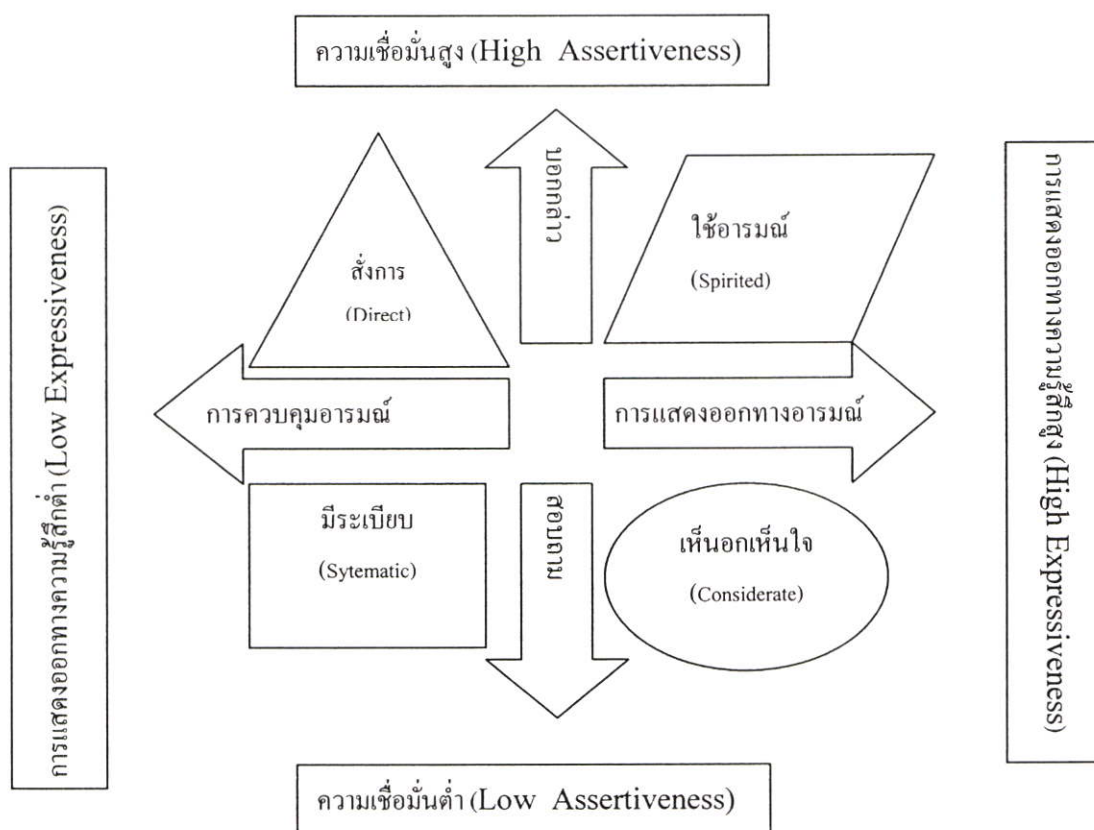 ความเชื่อมั่นสูง (High Assertiveness)
บอกกล่าว
สั่งการ
(Direct)
ใช้อารมณ์
(Spirited)
การแสดงออกทางความรู้สึกต่ำ (Low Expressiveness)
การแสดงออกทางความรู้สึกสูง (High Expressiveness)
การควบคุมอารมณ์
การแสดงออกทางอารมณ์
มีระเบียบ
(Sytematic)
สอบถาม
เห็นอกเห็นใจ
(Considerate)
ความเชื่อมั่นต่ำ (Low Assertiveness)